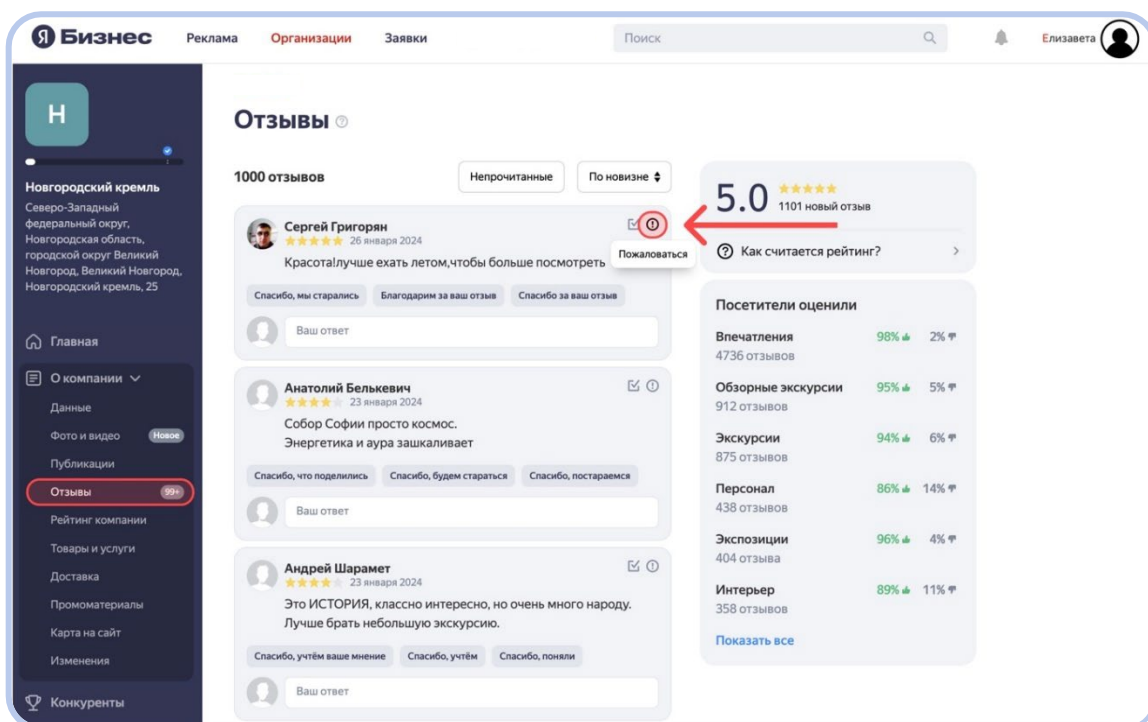 Я Бизнес
Реклама
Организации
Заявки
Поиск
Елизавета
Н
Новгородский кремль
Северо-Западный
федеральный округ,
Новгородская область,
городской округ Великий
Новгород, Великий Новгород,
Новгородский кремль, 25
Главная
О компании
Данные
Фото и видео
Новое
Публикации
Отзывы
99+
Рейтинг компании
Товары и услуги
Доставка
Промоматериалы
Карта на сайт
Изменения
Конкуренты
Отзывы
1000 отзывов
Непрочитанные
По новизне
Сергей Григорян
26 января 2024
Пожаловаться
Красота!лучше ехать летом,чтобы больше посмотреть
Спасибо, мы старались
Благодарим за ваш отзыв
Спасибо за ваш отзыв
Ваш ответ
Анатолий Белькевич
23 января 2024
Собор Софии просто космос.
Энергетика и аура зашкаливает
Спасибо, что поделились
Спасибо, будем стараться
Спасибо, постараемся
Ваш ответ
Андрей Шарамет
23 января 2024
Это ИСТОРИЯ, классно интересно, но очень много народу.
Лучше брать небольшую экскурсию.
Спасибо, учтём ваше мнение
Спасибо, учтём
Спасибо, поняли
Ваш ответ
5.0
1101 новый отзыв
Как считается рейтинг?
Посетители оценили
Впечатления 98% 2%
4736 отзывов
Обзорные экскурсии 95% 5%
912 отзывов
Экскурсии 94% 6%
875 отзывов
Персонал 86% 14%
438 отзывов
Экспозиции 96% 4%
404 отзыва
Интерьер 89% 11%
358 отзывов
Показать все